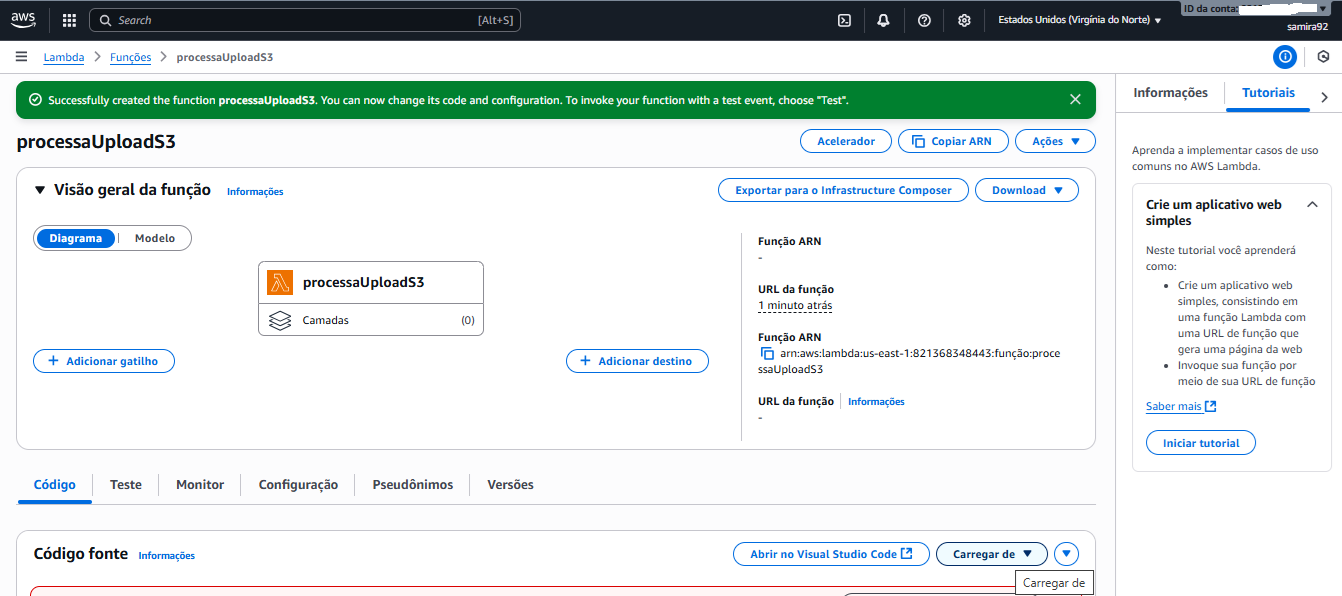 aws
Search
[Alt+S]
Estados Unidos (Virgínia do Norte)
ID da conta:
samira92
Lambda
Funções
processaUploadS3
Successfully created the function processaUploadS3. You can now change its code and configuration. To invoke your function with a test event, choose "Test".
processaUploadS3
Acelerador
Copiar ARN
Ações
Visão geral da função
Informações
Exportar para o Infrastructure Composer
Download
Diagrama
Modelo
processaUploadS3
Camadas
(0)
Adicionar gatilho
Adicionar destino
Função ARN
-
URL da função
1 minuto atrás
Função ARN
arn:aws:lambda:us-east-1:821368348443:função:proce
ssaUploadS3
URL da função
Informações
-
Código
Teste
Monitor
Configuração
Pseudônimos
Versões
Código fonte
Informações
Abrir no Visual Studio Code
Carregar de
Carregar de
Informações
Tutoriais
Aprenda a implementar casos de uso
comuns no AWS Lambda.
Crie um aplicativo web
simples
Neste tutorial você aprenderá
como:
• Crie um aplicativo web
simples, consistindo em
uma função Lambda com
uma URL de função que
gera uma página da web
• Invoque sua função por
meio de sua URL de função
Saber mais
Iniciar tutorial